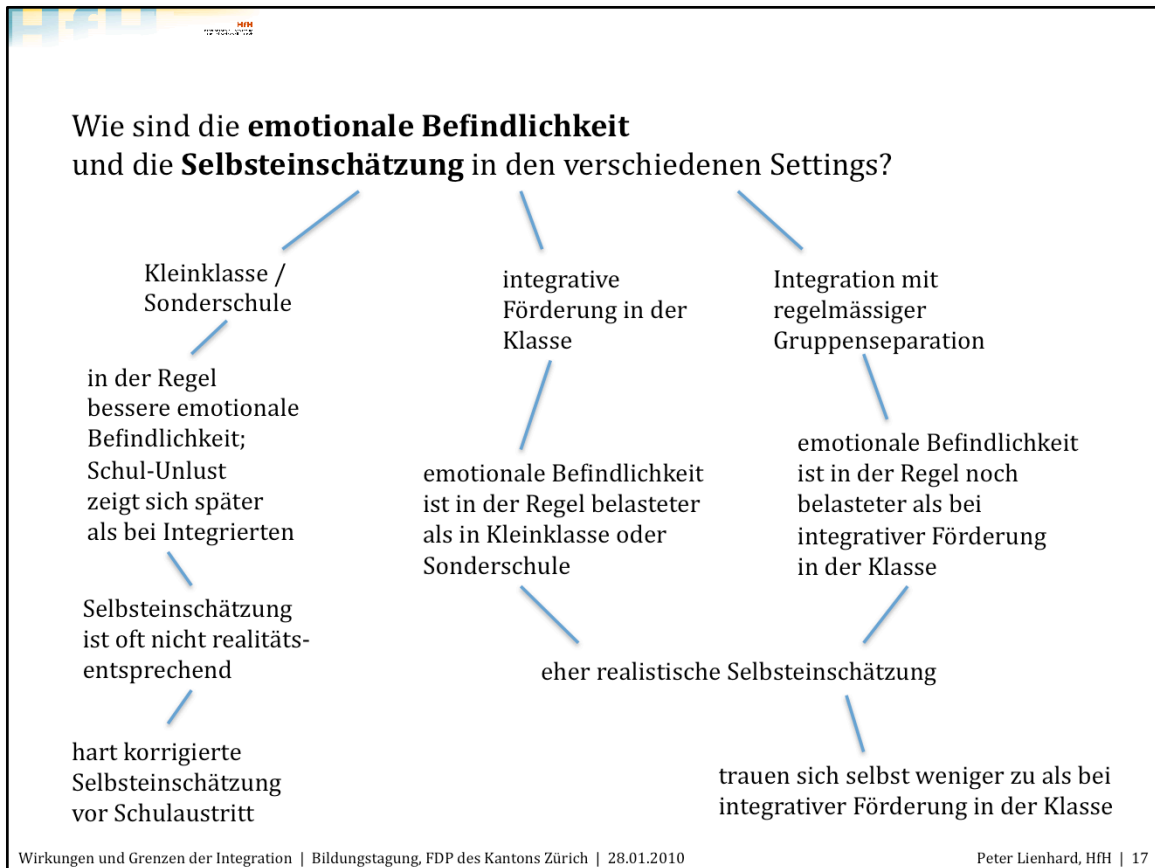 HfH
HfH
Wie sind die emotionale Befindlichkeit
und die Selbsteinschätzung in den verschiedenen Settings?
Kleinklasse /
Sonderschule
in der Regel
bessere emotionale
Befindlichkeit;
Schul-Unlust
zeigt sich später
als bei Integrierten
Selbsteinschätzung
ist oft nicht realitäts-
entsprechend
hart korrigierte
Selbsteinschätzung
vor Schulaustritt
integrative
Förderung in der
Klasse
emotionale Befindlichkeit
ist in der Regel belasteter
als in Kleinklasse oder
Sonderschule
Integration mit
regelmässiger
Gruppenseparation
emotionale Befindlichkeit
ist in der Regel noch
belasteter als bei
integrativer Förderung
in der Klasse
eher realistische Selbsteinschätzung
trauen sich selbst weniger zu als bei
integrativer Förderung in der Klasse
Wirkungen und Grenzen der Integration | Bildungstagung, FDP des Kantons Zürich | 28.01.2010
Peter Lienhard, HfH | 17